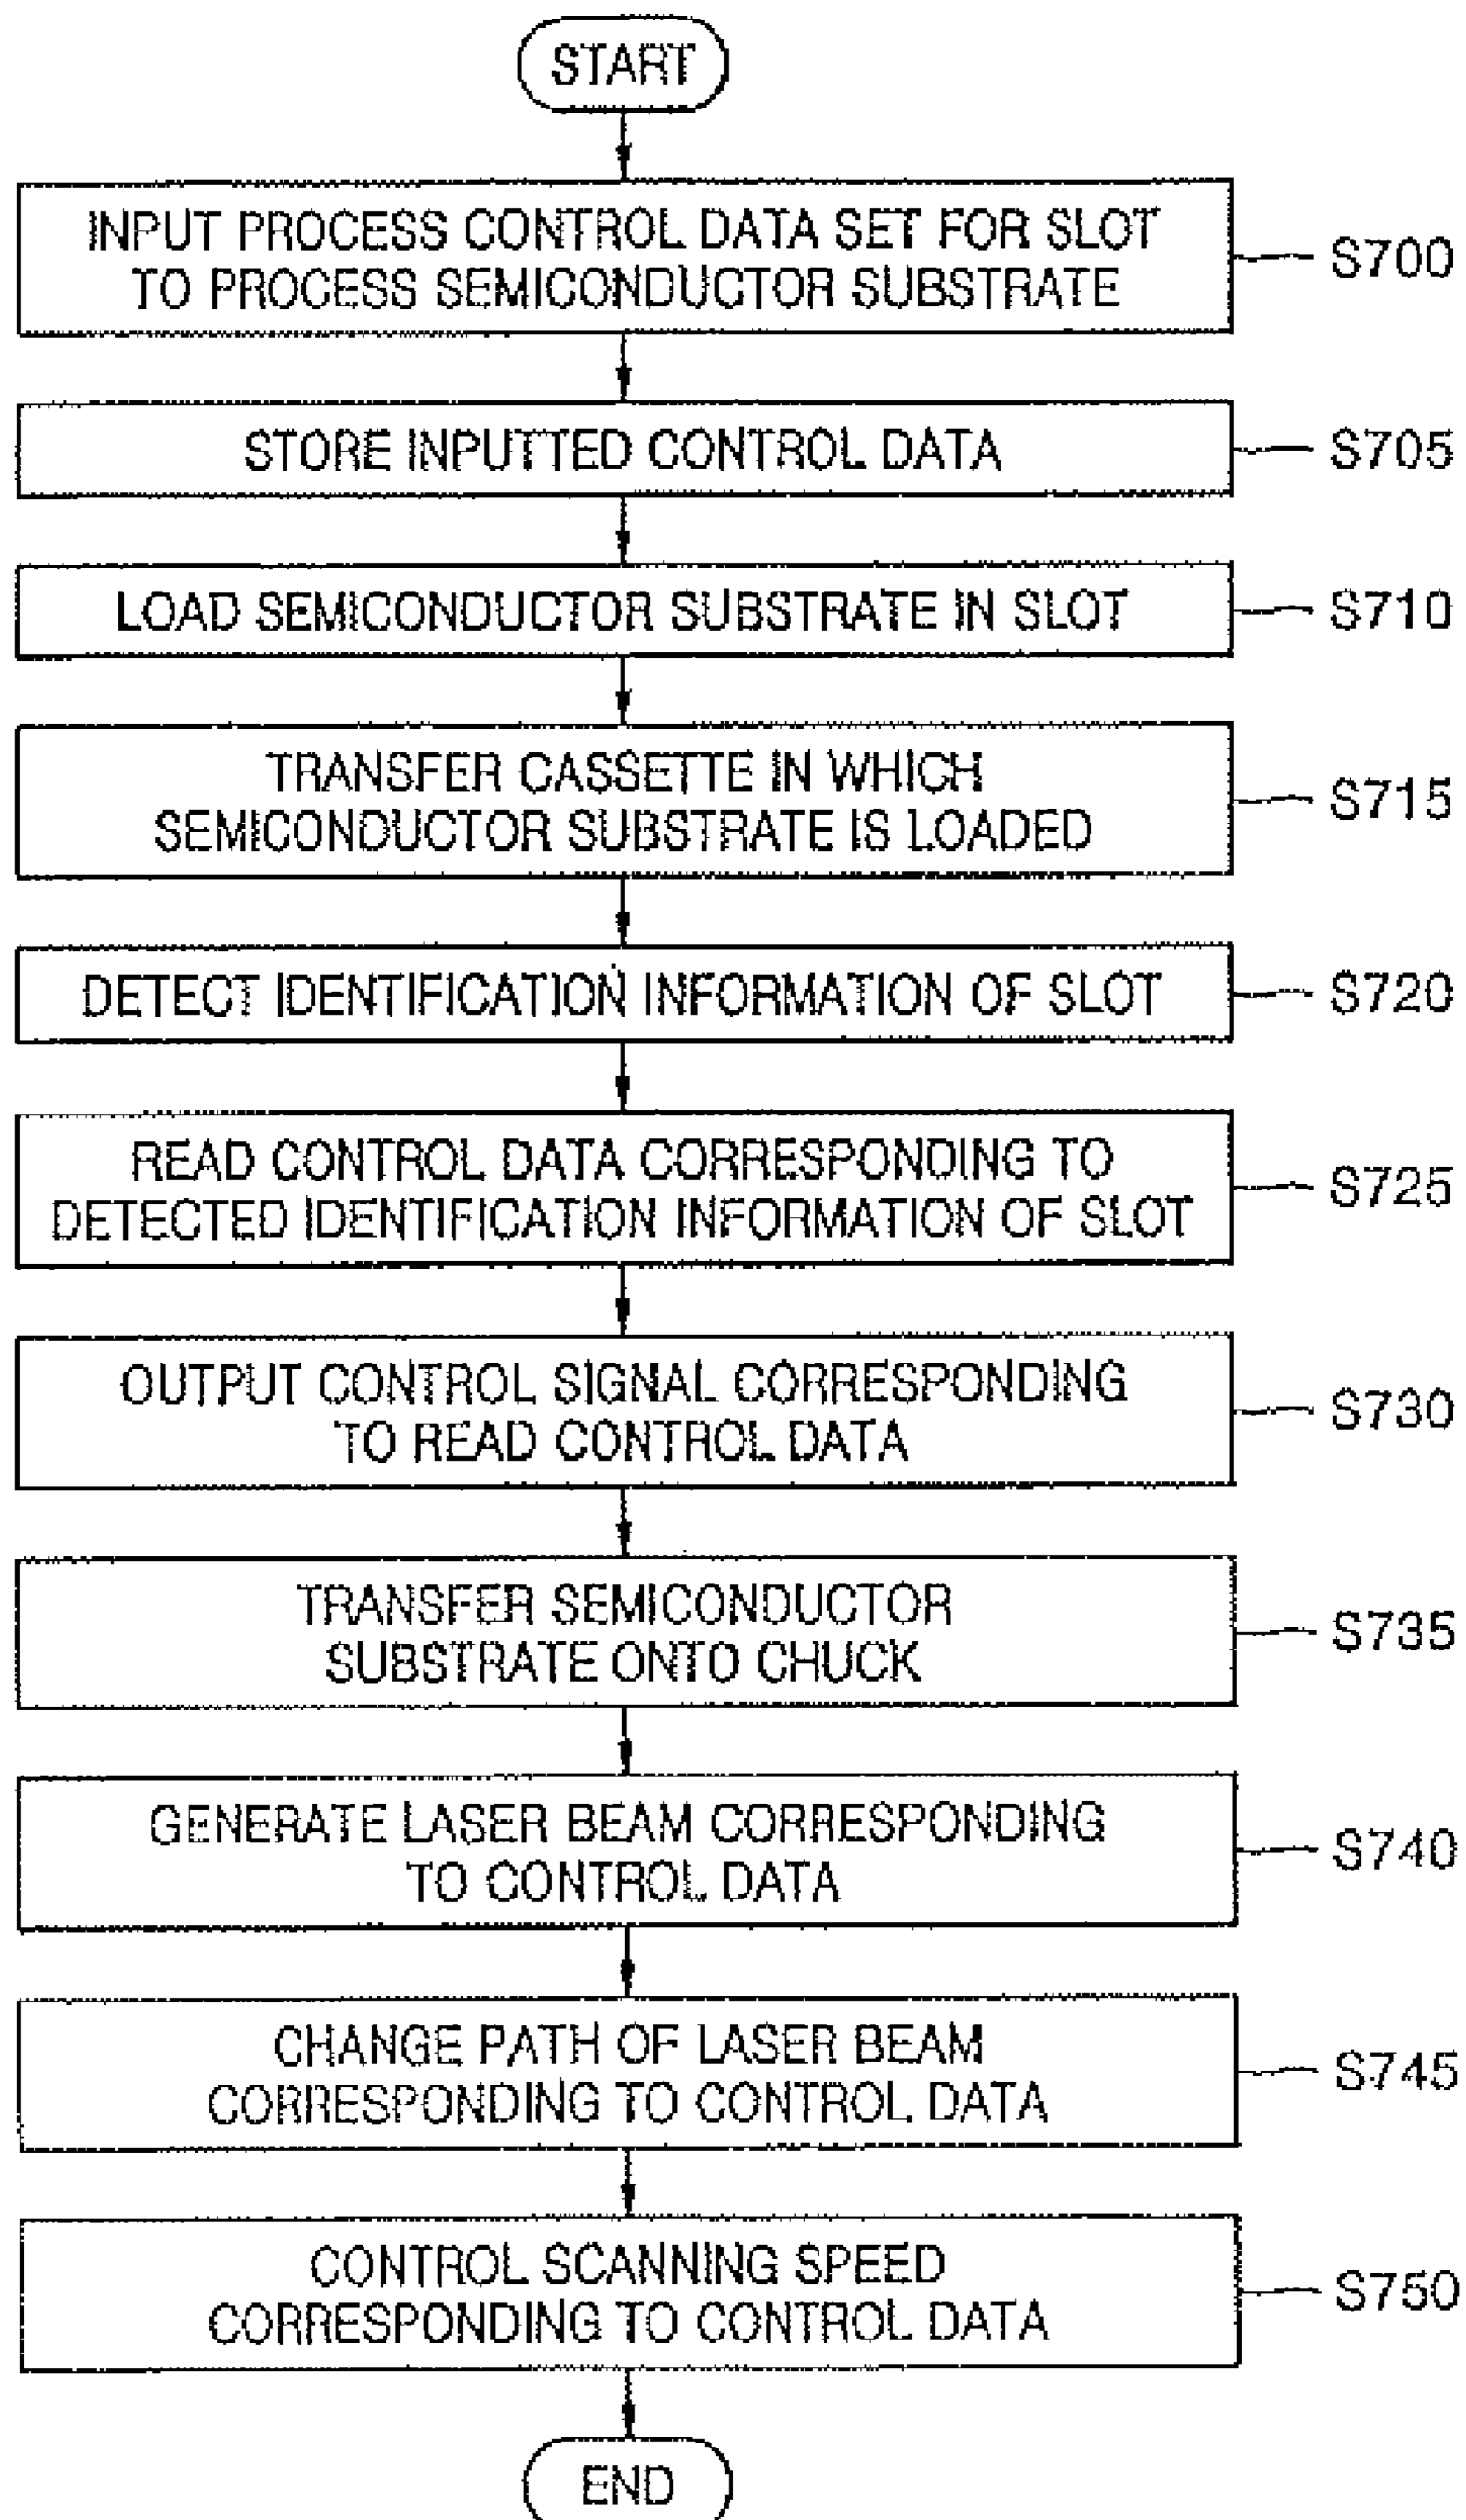 START
INPUT PROCESS CONTROL DATA SET FOR SLOT
TO PROCESS SEMICONDUCTOR SUBSTRATE
S700
STORE INPUTTED CONTROL DATA
S705
LOAD SEMICONDUCTOR SUBSTRATE IN SLOT
S710
TRANSFER CASSETTE IN WHICH
SEMICONDUCTOR SUBSTRATE IS LOADED
S715
DETECT IDENTIFICATION INFORMATION OF SLOT
S720
READ CONTROL DATA CORRESPONDING TO
DETECTED IDENTIFICATION INFORMATION OF SLOT
S725
OUTPUT CONTROL SIGNAL CORRESPONDING
TO READ CONTROL DATA
S730
TRANSFER SEMICONDUCTOR
SUBSTRATE ONTO CHUCK
S735
GENERATE LASER BEAM CORRESPONDING
TO CONTROL DATA
S740
CHANGE PATH OF LASER BEAM
CORRESPONDING TO CONTROL DATA
S745
CONTROL SCANNING SPEED
CORRESPONDING TO CONTROL DATA
S750
END